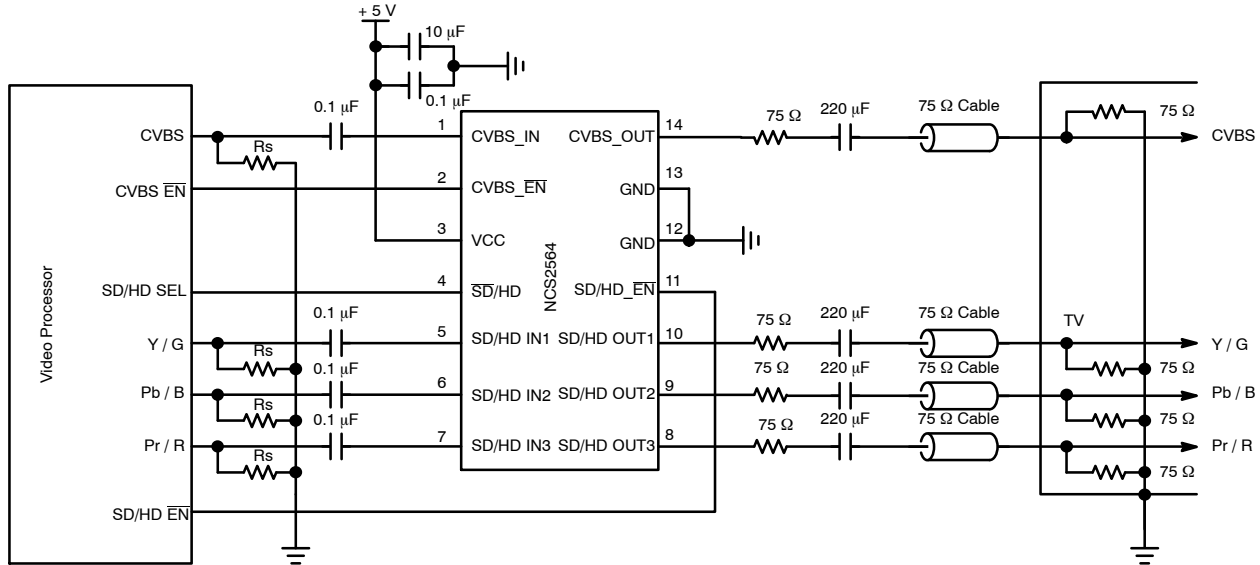 + 5 V
10 μF
0.1 μF
0.1 μF
75 Ω
220 μF
75 Ω Cable
75 Ω
CVBS
Rs
1
CVBS_IN
CVBS_OUT
14
CVBS
CVBS E̅N̅
2
CVBS_E̅N̅
GND
13
3
VCC
GND
12
Video Processor
NCS2564
SD/HD SEL
4
S̅D̅/HD
SD/HD_E̅N̅
11
0.1 μF
75 Ω
220 μF
75 Ω Cable
TV
Y / G
5
SD/HD IN1
SD/HD OUT1
10
Y / G
Rs
0.1 μF
75 Ω
220 μF
75 Ω Cable
75 Ω
Pb / B
6
SD/HD IN2
SD/HD OUT2
9
Pb / B
Rs
0.1 μF
75 Ω
220 μF
75 Ω Cable
75 Ω
Pr / R
Rs
7
SD/HD IN3
SD/HD OUT3
8
Pr / R
75 Ω
SD/HD E̅N̅